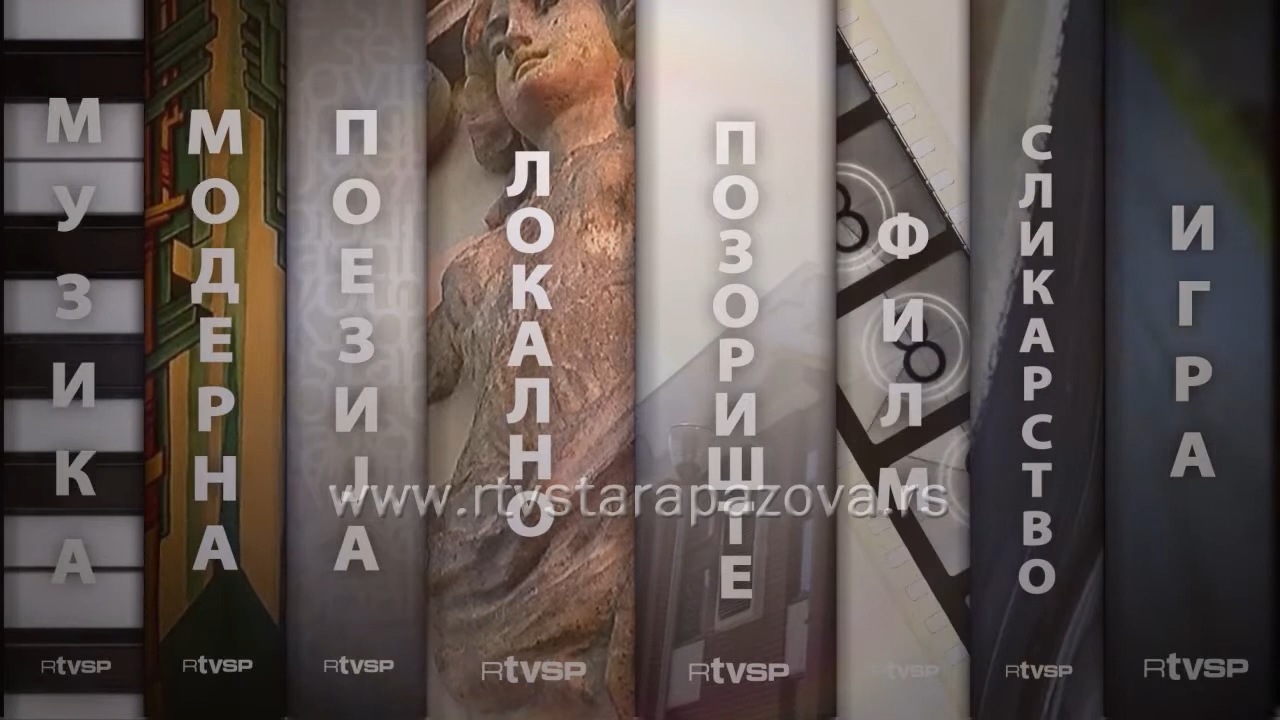 МУЗИКА
МОДЕРНА
ПОЕЗИЈА
ЛОКАЛНО
ПОЗОРИШТЕ
ФИЛМ
СЛИКАРСТВО
ИГРА
www.rtvstarapazova.rs
RTVSP
RTVSP
RTVSP
RTVSP
RTVSP
RTVSP
RTVSP
RTVSP